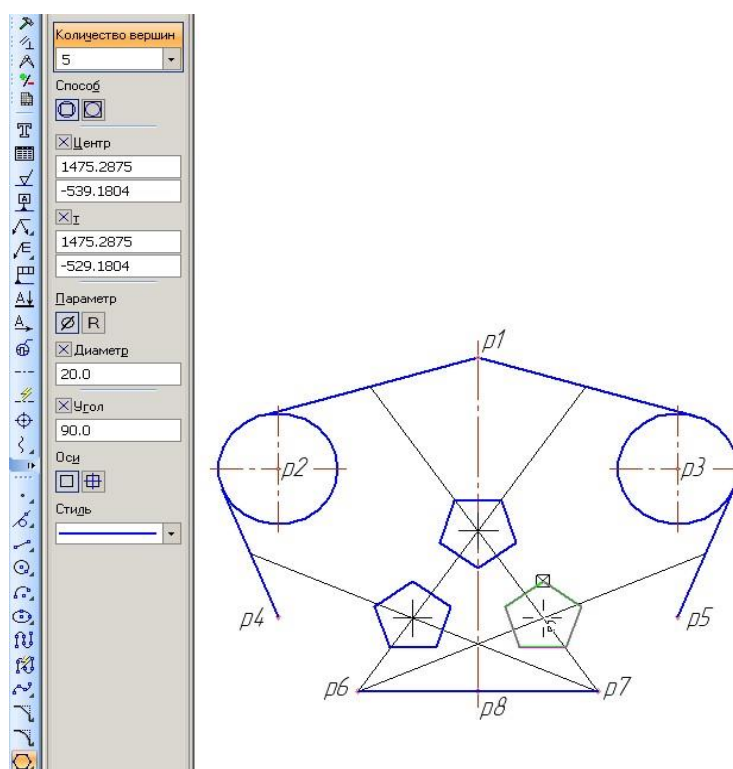 Количество вершин
5
Способ
Центр
1475.2875
-539.1804
т
1475.2875
-529.1804
Параметр
Ø R
Диаметр
20.0
Угол
90.0
Оси
Стиль
p1
p2
p3
p4
p5
p6
p7
p8